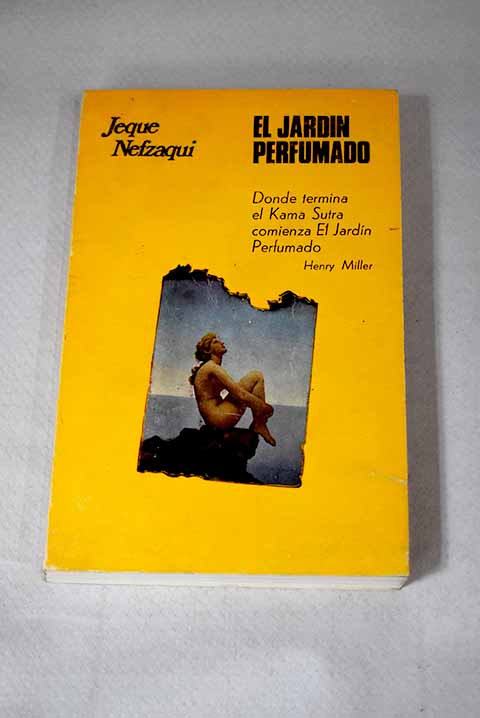 Jeque
Nefzaqui
EL JARDIN
PERFUMADO
Donde termina
el Kama Sutra
comienza El Jardín
Perfumado
Henry Miller